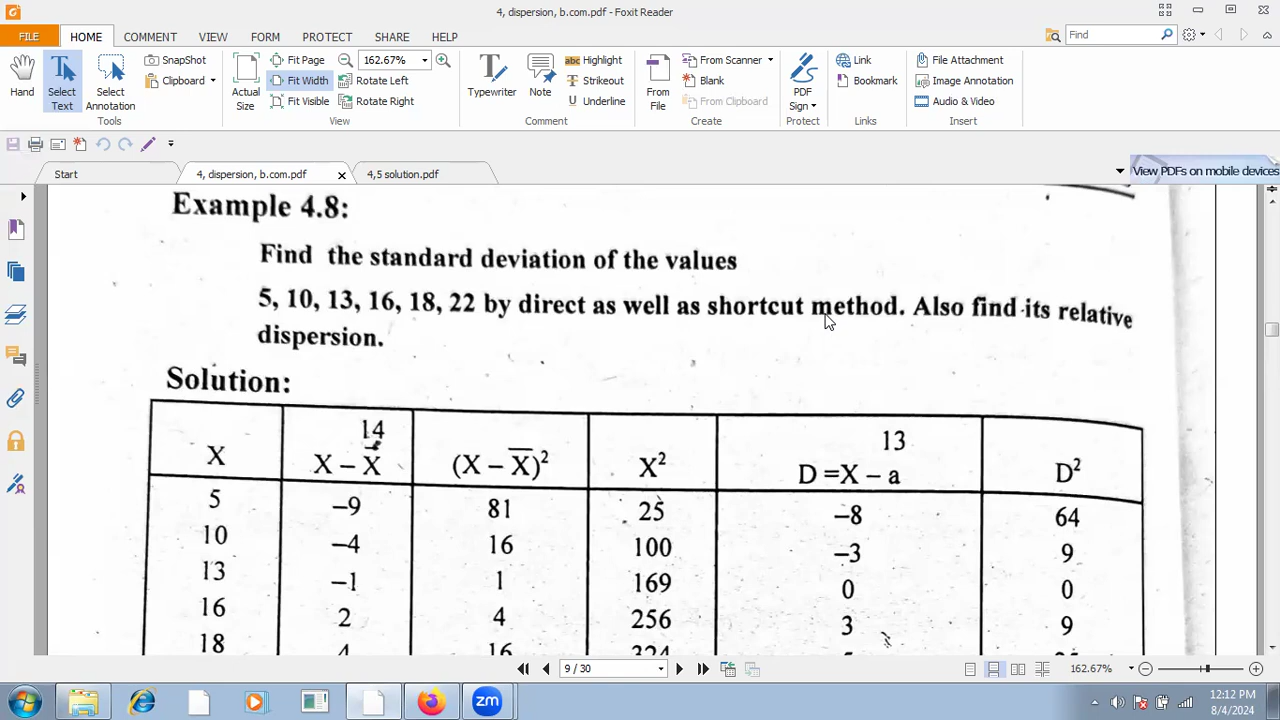 4, dispersion, b.com.pdf - Foxit Reader
FILE HOME COMMENT VIEW FORM PROTECT SHARE HELP
Find
Hand
Select Text
Select Annotation
SnapShot
Clipboard
Tools
Actual Size
Fit Page
Fit Width
Fit Visible
162.67%
Rotate Left
Rotate Right
View
Typewriter
Note
Highlight
Strikeout
Underline
Comment
From File
From Scanner
Blank
From Clipboard
Create
PDF Sign
Protect
Link
Bookmark
Links
File Attachment
Image Annotation
Audio & Video
Insert
Start
4, dispersion, b.com.pdf
4,5 solution.pdf
View PDFs on mobile devices
Example 4.8:
Find the standard deviation of the values
5, 10, 13, 16, 18, 22 by direct as well as shortcut method. Also find its relative
dispersion.
Solution:
14 13
X X – X̅ (X – X̅)² X² D =X – a D²
5 –9 81 25 –8 64
10 –4 16 100 –3 9
13 –1 1 169 0 0
16 2 4 256 3 9
18 4 16 324
9 / 30
162.67%
zm
12:12 PM
8/4/2024